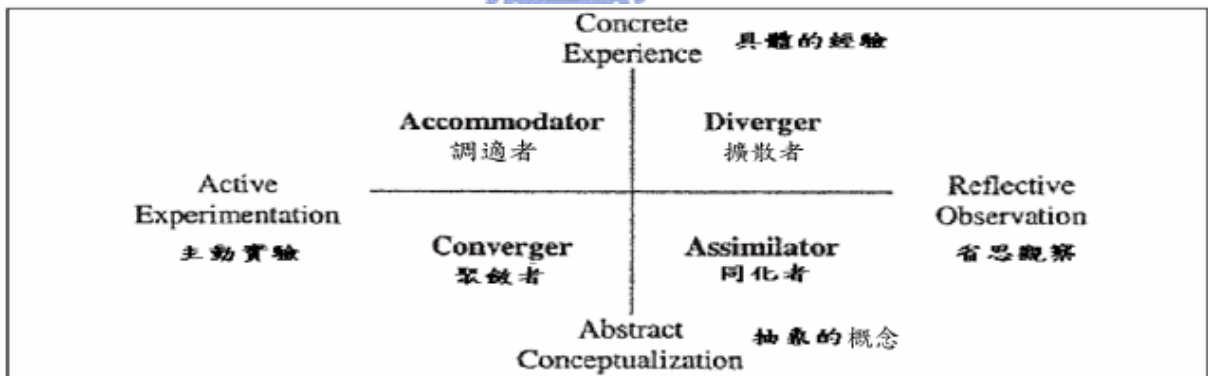 Concrete
Experience
具體的經驗
Accommodator
調適者
Diverger
擴散者
Active
Experimentation
主動實驗
Reflective
Observation
省思觀察
Converger
聚斂者
Assimilator
同化者
Abstract
Conceptualization
抽象的概念